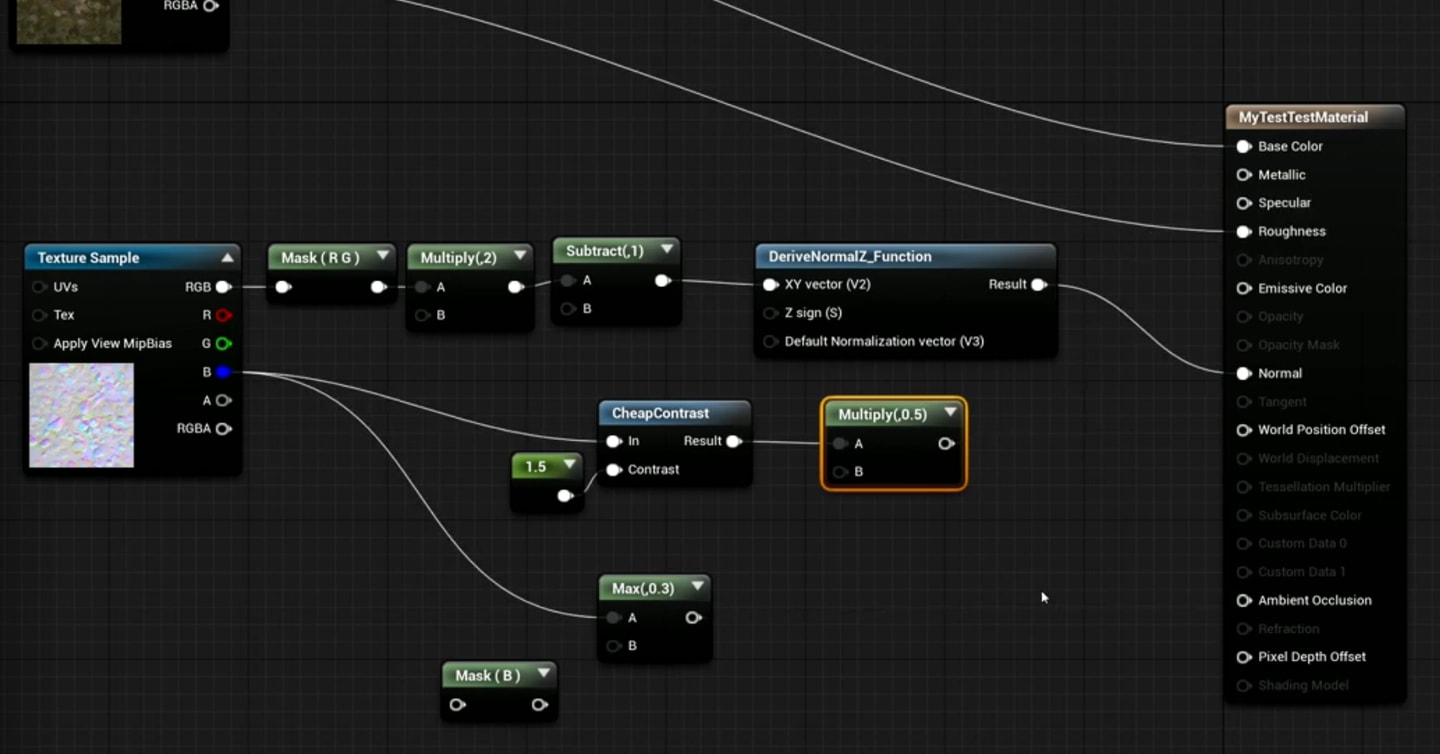 RGBA
MyTestTestMaterial
Base Color
Metallic
Specular
Roughness
Anisotropy
Emissive Color
Opacity
Opacity Mask
Normal
Tangent
World Position Offset
World Displacement
Tessellation Multiplier
Subsurface Color
Custom Data 0
Custom Data 1
Ambient Occlusion
Refraction
Pixel Depth Offset
Shading Model
Texture Sample
UVs RGB
Tex R
Apply View MipBias G
B
A
RGBA
Mask ( R G )
Multiply(,2)
A
B
Subtract(,1)
A
B
DeriveNormalZ_Function
XY vector (V2) Result
Z sign (S)
Default Normalization vector (V3)
CheapContrast
In Result
Contrast
1.5
Multiply(,0.5)
A
B
Max(,0.3)
A
B
Mask ( B )